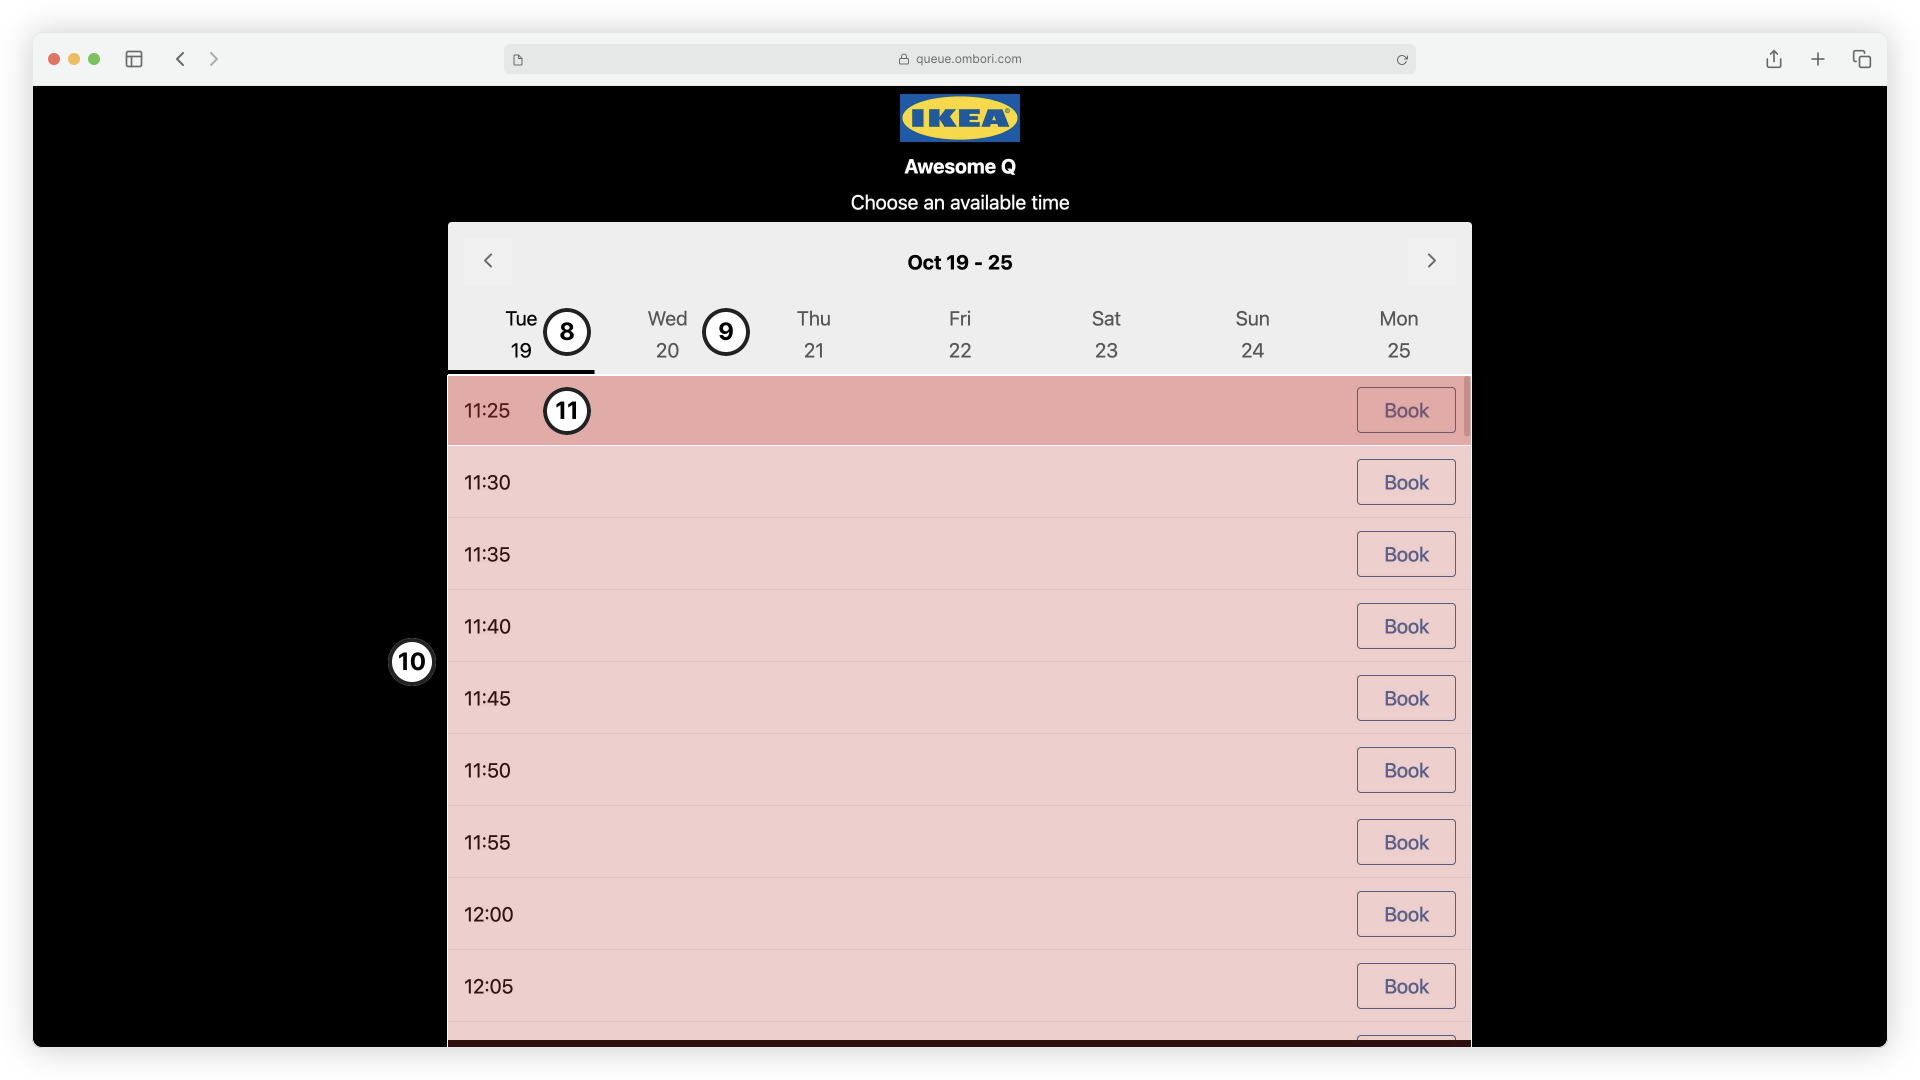 queue.ombori.com
IKEA
Awesome Q
Choose an available time
Oct 19 - 25
Tue Wed Thu Fri Sat Sun Mon
8 9
19 20 21 22 23 24 25
11:25 11 Book
11:30 Book
11:35 Book
11:40 Book
10
11:45 Book
11:50 Book
11:55 Book
12:00 Book
12:05 Book